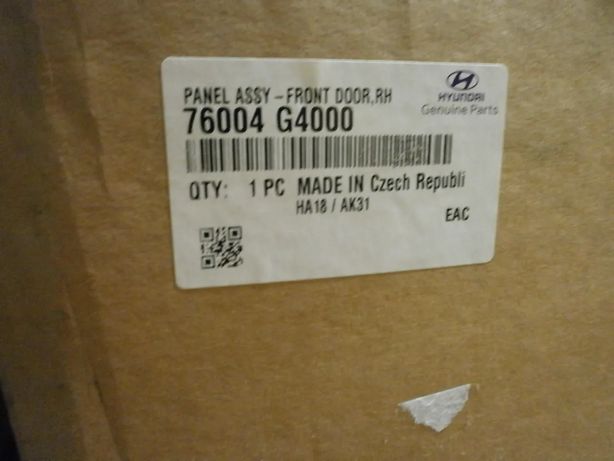 PANEL ASSY-FRONT DOOR,RH
HYUNDAI
Genuine Parts
76004 G4000
QTY: 1 PC MADE IN Czech Republi
HA18 / AK31
EAC